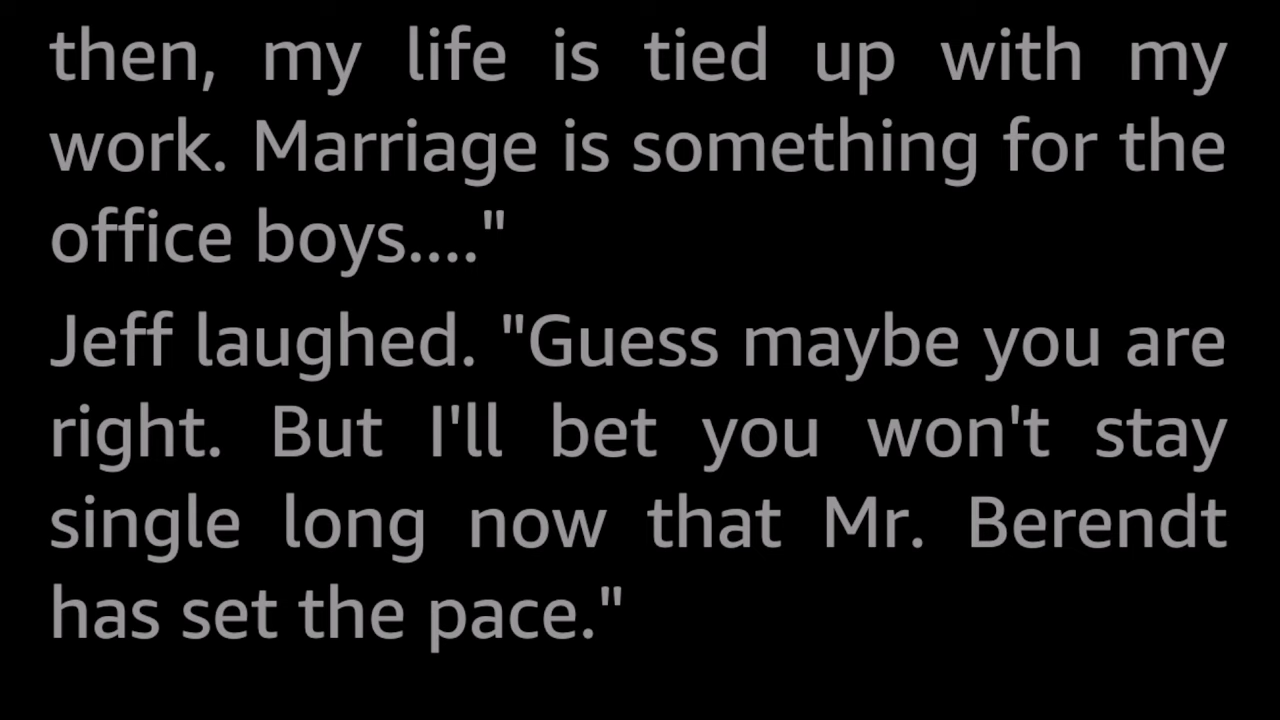 then, my life is tied up with my
work. Marriage is something for the
office boys...."
Jeff laughed. "Guess maybe you are
right. But I'll bet you won't stay
single long now that Mr. Berendt
has set the pace."